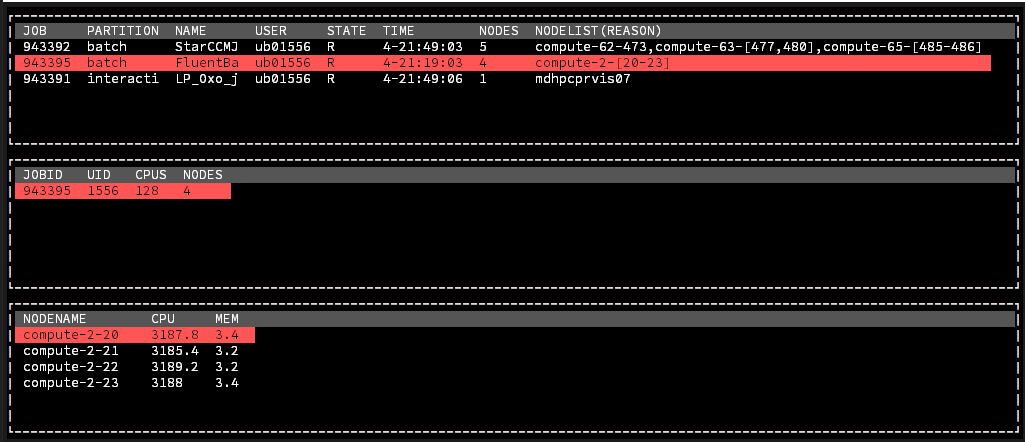 JOB PARTITION NAME USER STATE TIME NODES NODELIST(REASON)
943392 batch StarCCMJ ub01556 R 4-21:49:03 5 compute-62-473,compute-63-[477,480],compute-65-[485-486]
943395 batch FluentBa ub01556 R 4-21:19:03 4 compute-2-[20-23]
943391 interacti LP_Oxo_j ub01556 R 4-21:49:06 1 mdhpcprvis07
JOBID UID CPUS NODES
943395 1556 128 4
NODENAME CPU MEM
compute-2-20 3187.8 3.4
compute-2-21 3185.4 3.2
compute-2-22 3189.2 3.2
compute-2-23 3188 3.4